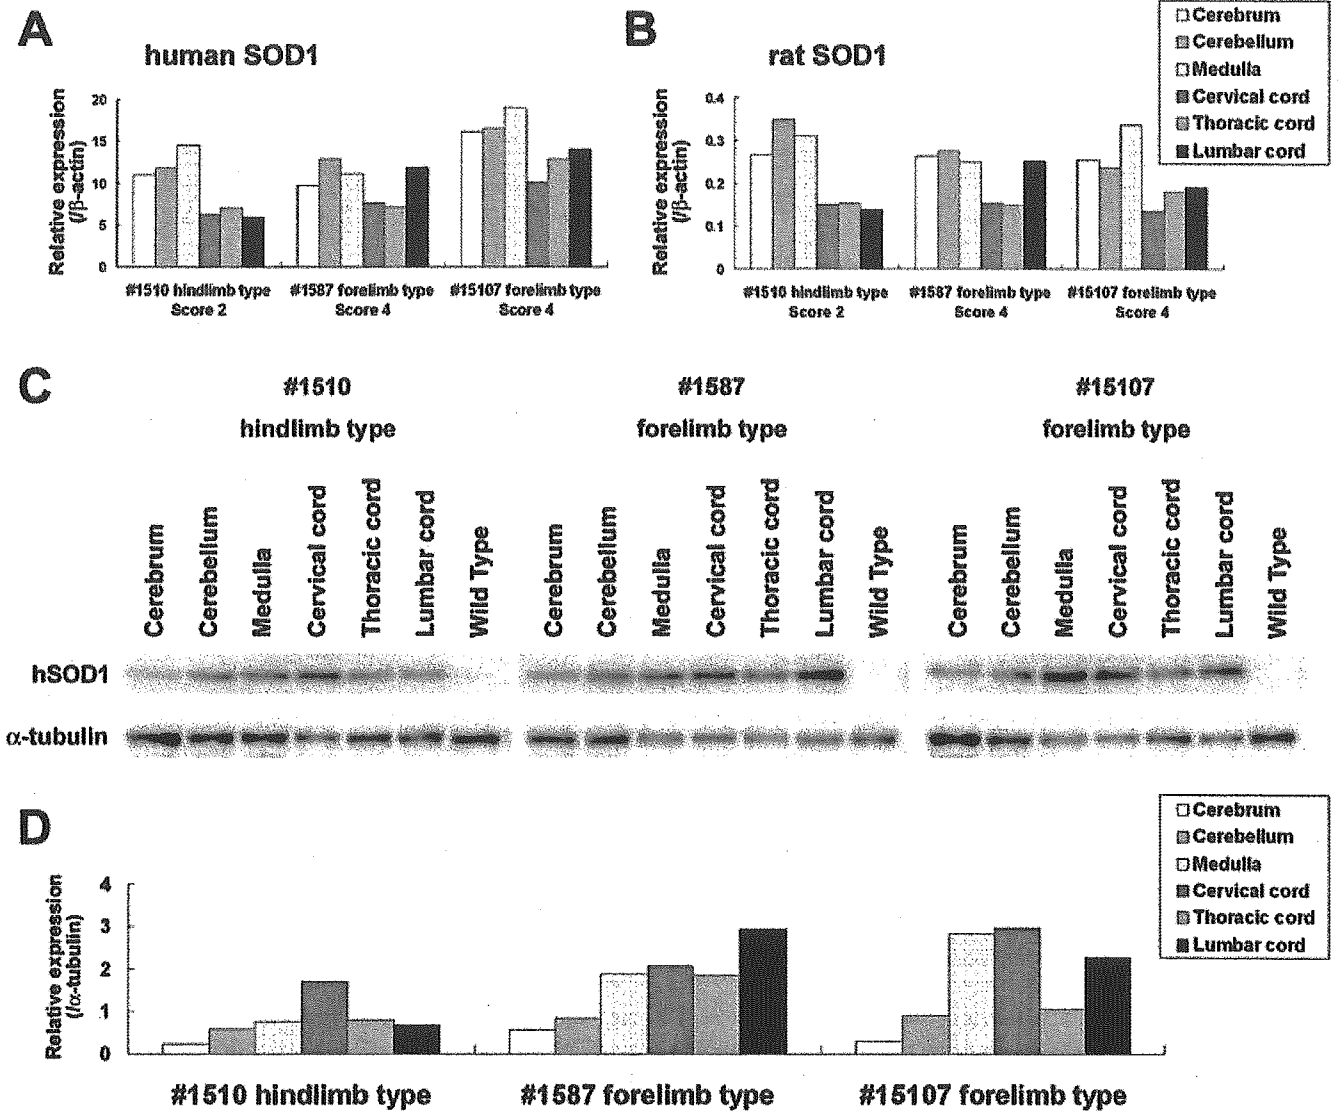 A
human SOD1
Relative expression
(/β-actin)
20
15
10
5
0
#1510 hindlimb type
Score 2
#1587 forelimb type
Score 4
#15107 forelimb type
Score 4
B
rat SOD1
Relative expression
(/β-actin)
0.4
0.3
0.2
0.1
0
#1510 hindlimb type
Score 2
#1587 forelimb type
Score 4
#15107 forelimb type
Score 4
Cerebrum
Cerebellum
Medulla
Cervical cord
Thoracic cord
Lumbar cord
C
#1510
hindlimb type
#1587
forelimb type
#15107
forelimb type
Cerebrum
Cerebellum
Medulla
Cervical cord
Thoracic cord
Lumbar cord
Wild Type
Cerebrum
Cerebellum
Medulla
Cervical cord
Thoracic cord
Lumbar cord
Wild Type
Cerebrum
Cerebellum
Medulla
Cervical cord
Thoracic cord
Lumbar cord
Wild Type
hSOD1
α-tubulin
D
Relative expression
(/α-tubulin)
4
3
2
1
0
#1510 hindlimb type
#1587 forelimb type
#15107 forelimb type
Cerebrum
Cerebellum
Medulla
Cervical cord
Thoracic cord
Lumbar cord